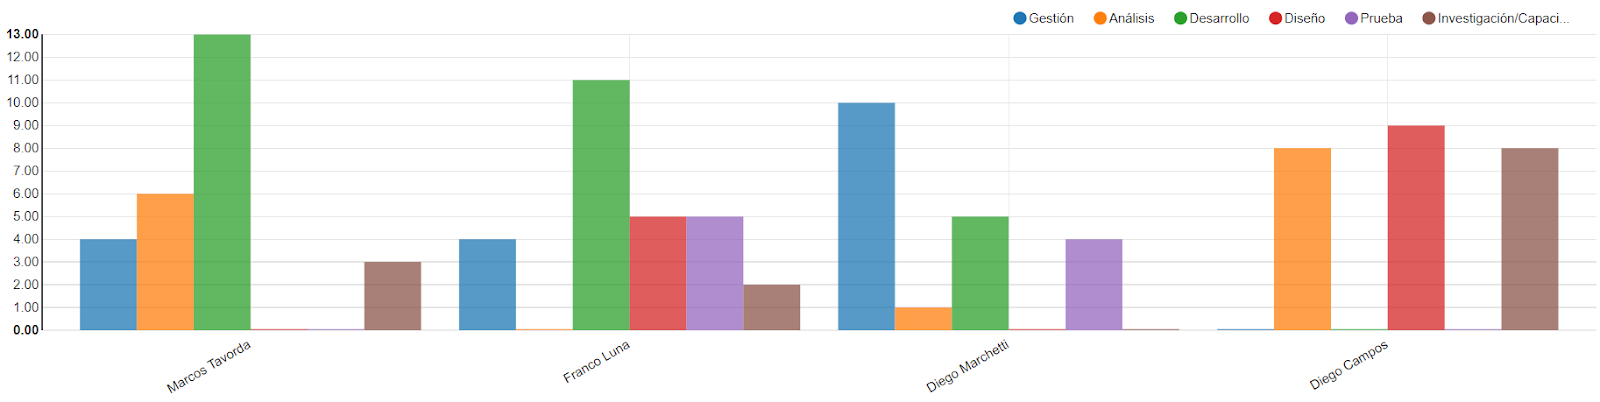 Gestión Análisis Desarrollo Diseño Prueba Investigación/Capaci...
13.00
12.00
11.00
10.00
9.00
8.00
7.00
6.00
5.00
4.00
3.00
2.00
1.00
0.00
Marcos Tavorda
Franco Luna
Diego Marchetti
Diego Campos